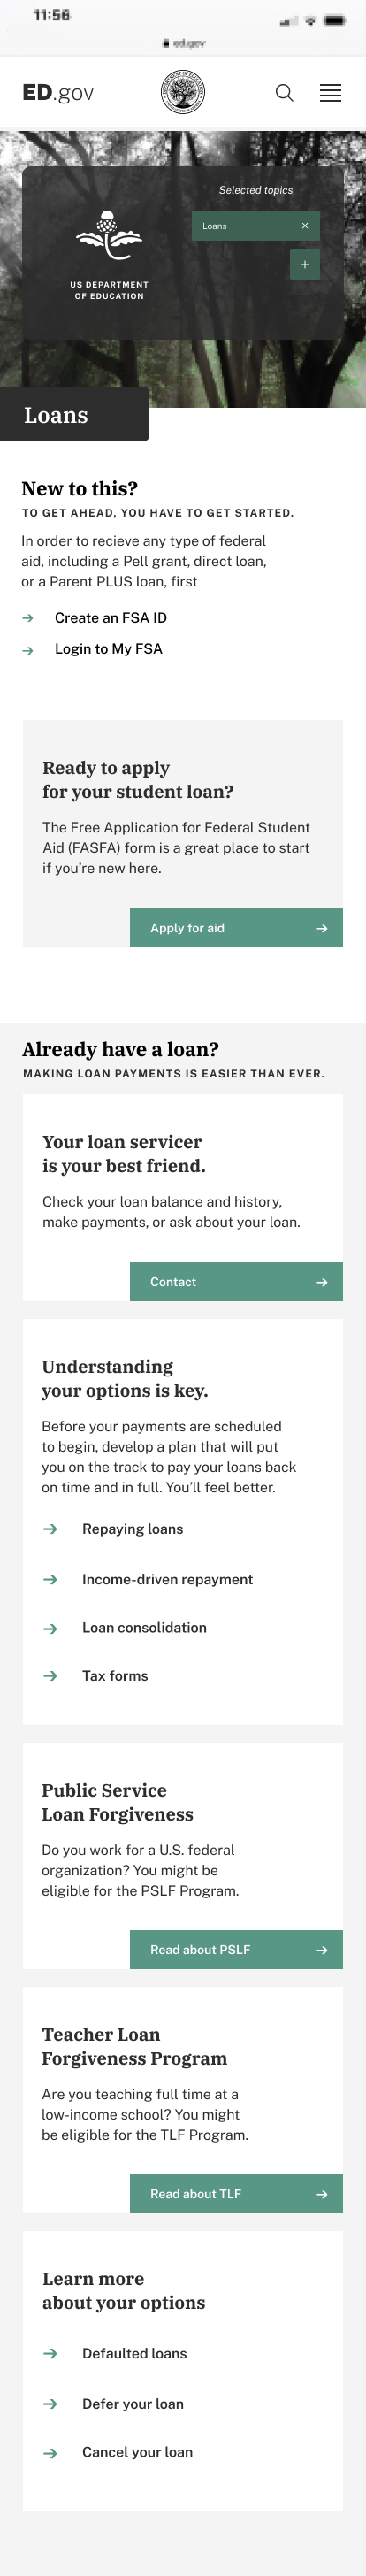 11:56
ed.gov
ED.gov
Selected topics
Loans
US DEPARTMENT
OF EDUCATION
Loans
New to this?
TO GET AHEAD, YOU HAVE TO GET STARTED.
In order to recieve any type of federal
aid, including a Pell grant, direct loan,
or a Parent PLUS loan, first
Create an FSA ID
Login to My FSA
Ready to apply
for your student loan?
The Free Application for Federal Student
Aid (FASFA) form is a great place to start
if you’re new here.
Apply for aid
Already have a loan?
MAKING LOAN PAYMENTS IS EASIER THAN EVER.
Your loan servicer
is your best friend.
Check your loan balance and history,
make payments, or ask about your loan.
Contact
Understanding
your options is key.
Before your payments are scheduled
to begin, develop a plan that will put
you on the track to pay your loans back
on time and in full. You’ll feel better.
Repaying loans
Income-driven repayment
Loan consolidation
Tax forms
Public Service
Loan Forgiveness
Do you work for a U.S. federal
organization? You might be
eligible for the PSLF Program.
Read about PSLF
Teacher Loan
Forgiveness Program
Are you teaching full time at a
low-income school? You might
be eligible for the TLF Program.
Read about TLF
Learn more
about your options
Defaulted loans
Defer your loan
Cancel your loan